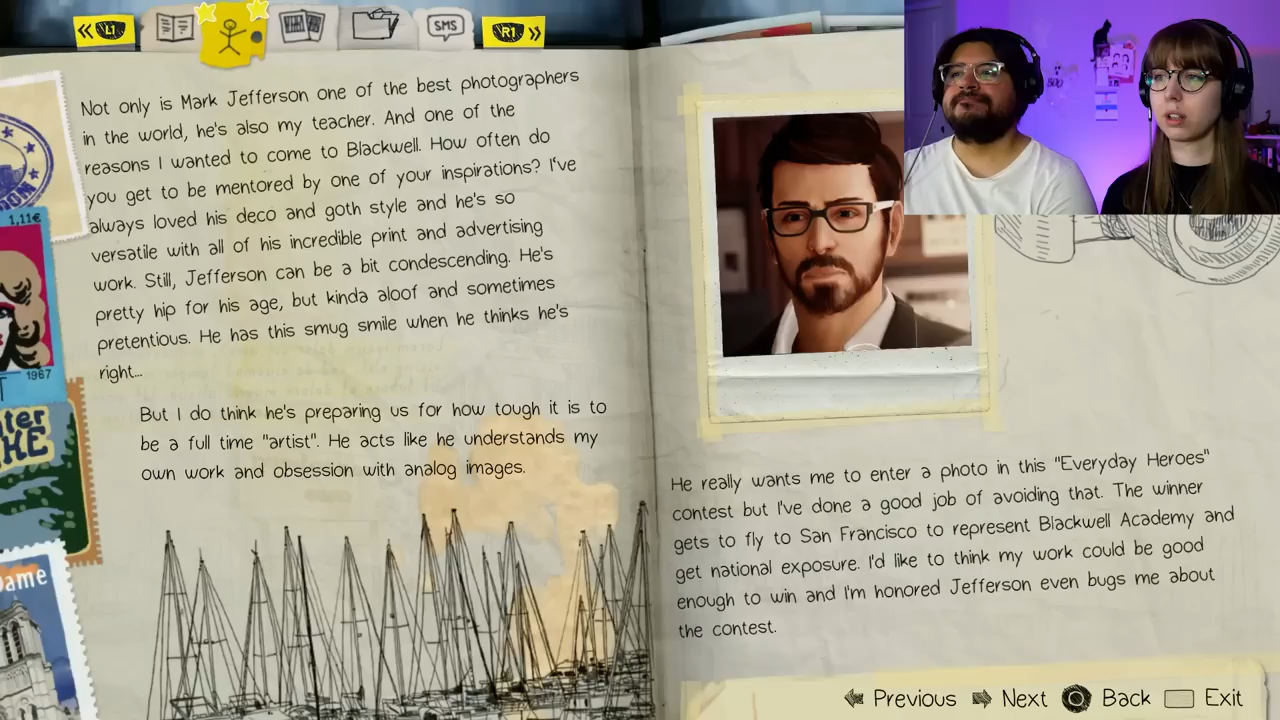 L1
SMS
R1
Not only is Mark Jefferson one of the best photographers
in the world, he's also my teacher. And one of the
reasons I wanted to come to Blackwell. How often do
you get to be mentored by one of your inspirations? I've
always loved his deco and goth style and he's so
versatile with all of his incredible print and advertising
work. Still, Jefferson can be a bit condescending. He's
pretty hip for his age, but kinda aloof and sometimes
pretentious. He has this smug smile when he thinks he's
right...
But I do think he's preparing us for how tough it is to
be a full time "artist". He acts like he understands my
own work and obsession with analog images.
1,11€
1967
Dame
He really wants me to enter a photo in this "Everyday Heroes"
contest but I've done a good job of avoiding that. The winner
gets to fly to San Francisco to represent Blackwell Academy and
get national exposure. I'd like to think my work could be good
enough to win and I'm honored Jefferson even bugs me about
the contest.
Previous Next Back Exit